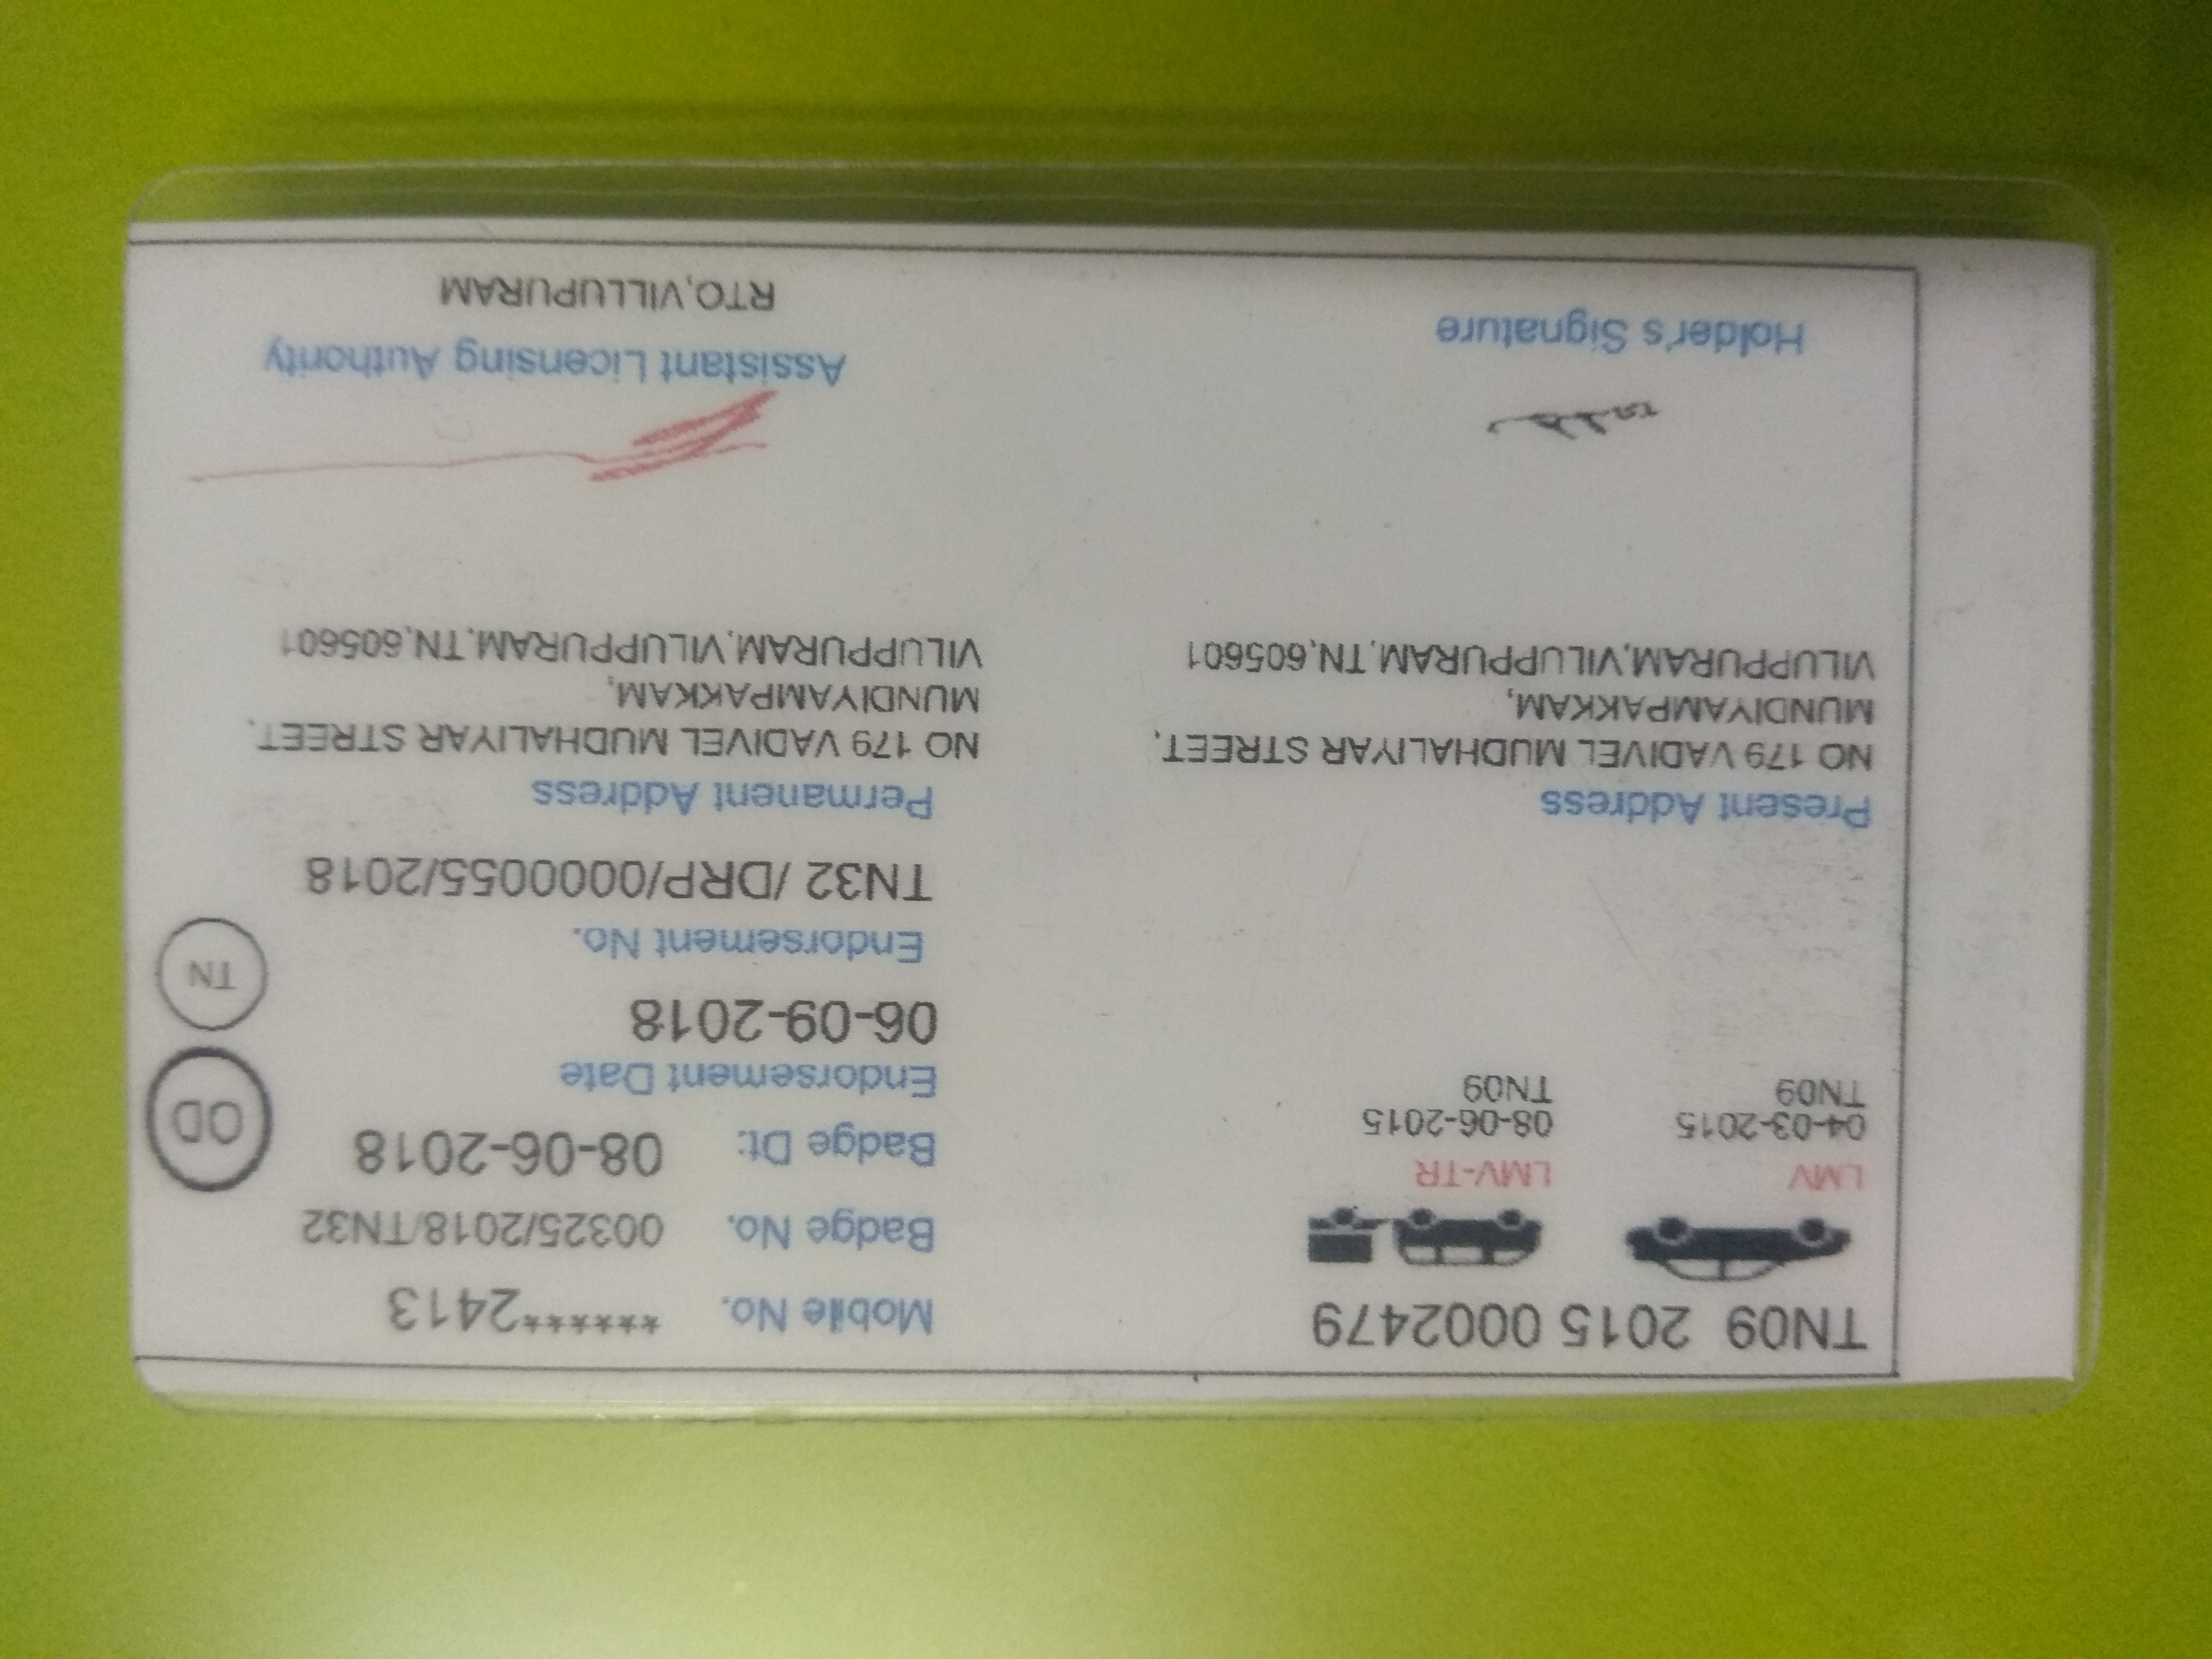 TN09 2015 0002479
LMV
04-03-2015
TN09
LMV-TR
08-06-2015
TN09
Present Address
NO 179 VADIVEL MUDHALIYAR STREET,
MUNDIYAMPAKKAM,
VILUPPURAM,VILUPPURAM,TN,605601
Holder's Signature
Mobile No. ******2413
Badge No. 00325/2018/TN32
Badge Dt: 08-06-2018
Endorsement Date
06-09-2018
Endorsement No.
TN32 /DRP/0000055/2018
OD
TN
Permanent Address
NO 179 VADIVEL MUDHALIYAR STREET,
MUNDIYAMPAKKAM,
VILUPPURAM,VILUPPURAM,TN,605601
Assistant Licensing Authority
RTO,VILLUPURAM